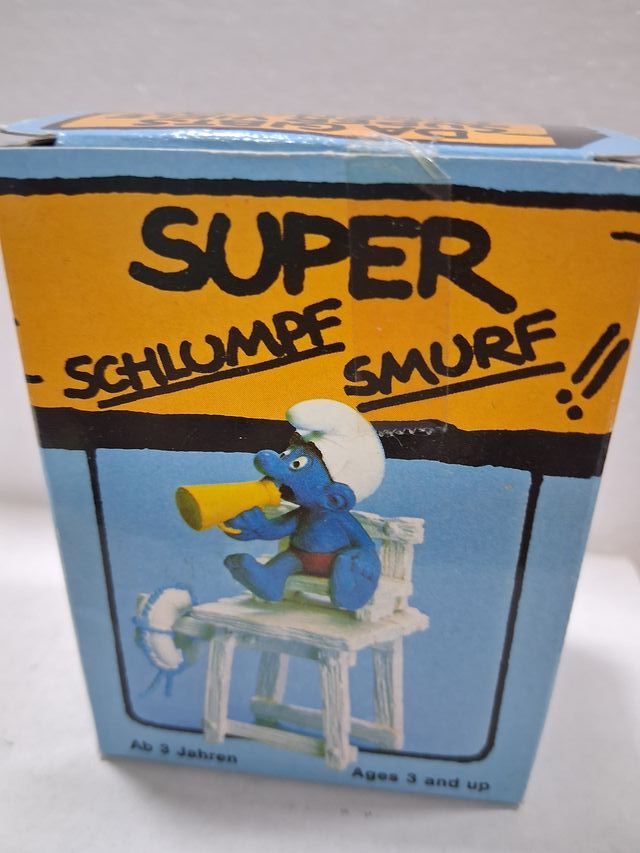 SUPER
SCHLUMPF
SMURF!!
Ab 3 Jahren
Ages 3 and up